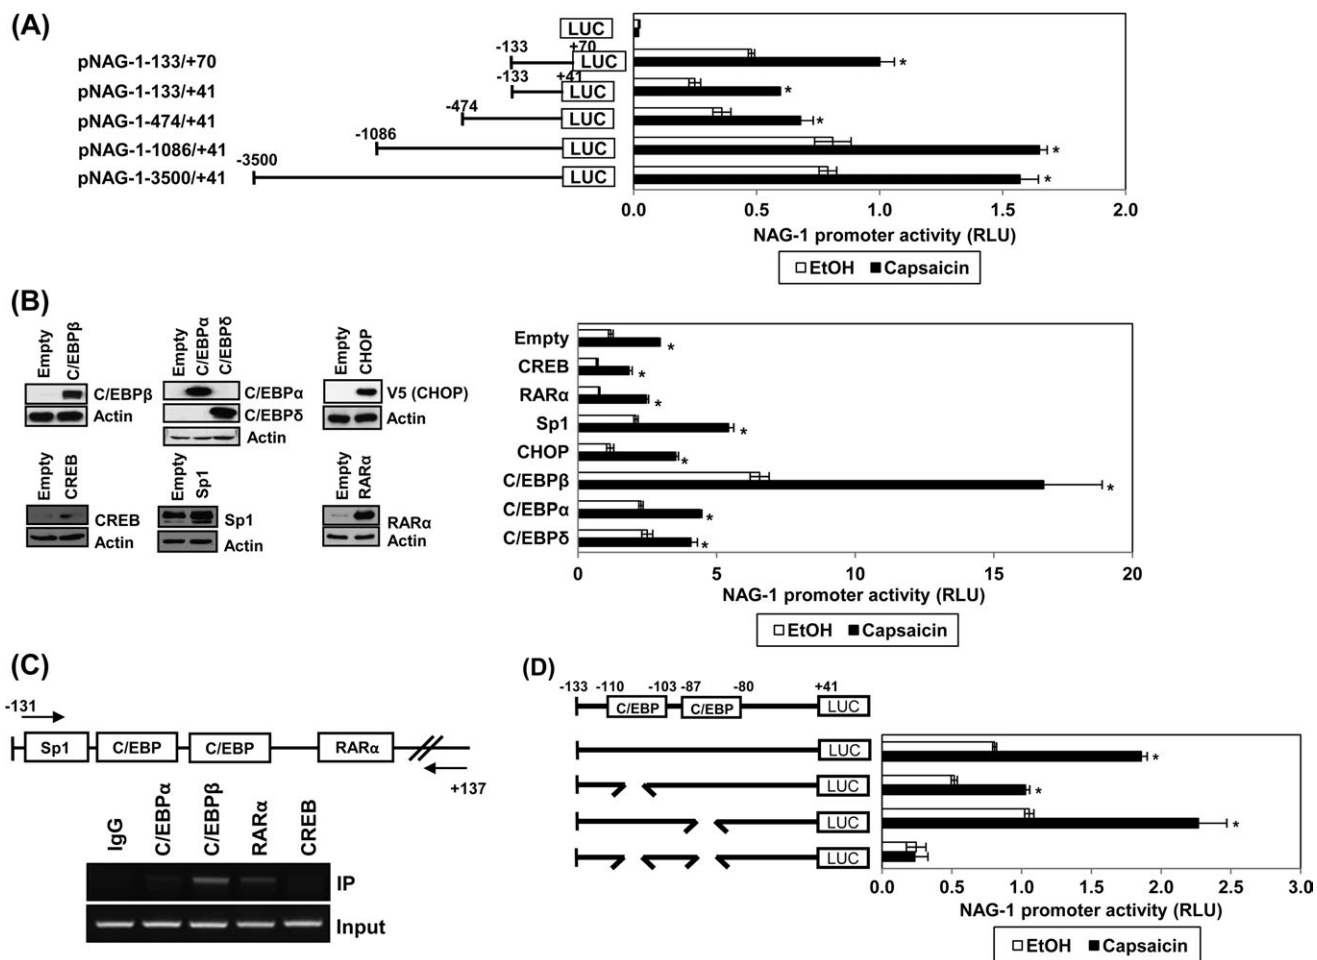 (A)
LUC
-133 +70
pNAG-1-133/+70 LUC
-133 +41
pNAG-1-133/+41 LUC *
-474
pNAG-1-474/+41 LUC *
-1086
pNAG-1-1086/+41 LUC *
-3500
pNAG-1-3500/+41 LUC *
*
0.0 0.5 1.0 1.5 2.0
NAG-1 promoter activity (RLU)
EtOH Capsaicin
(B)
Empty C/EBPβ
C/EBPβ
Actin
Empty C/EBPα C/EBPδ
C/EBPα
C/EBPδ
Actin
Empty CHOP
V5 (CHOP)
Actin
Empty CREB
CREB
Actin
Empty Sp1
Sp1
Actin
Empty RARα
RARα
Actin
Empty *
CREB *
RARα *
Sp1 *
CHOP *
C/EBPβ *
C/EBPα *
C/EBPδ *
0 5 10 15 20
NAG-1 promoter activity (RLU)
EtOH Capsaicin
(C)
-131
Sp1 C/EBP C/EBP RARα
+137
IgG C/EBPα C/EBPβ RARα CREB
IP
Input
(D)
-133 -110 -103 -87 -80 +41
C/EBP C/EBP LUC
LUC *
LUC *
LUC *
LUC
0.0 0.5 1.0 1.5 2.0 2.5 3.0
NAG-1 promoter activity (RLU)
EtOH Capsaicin